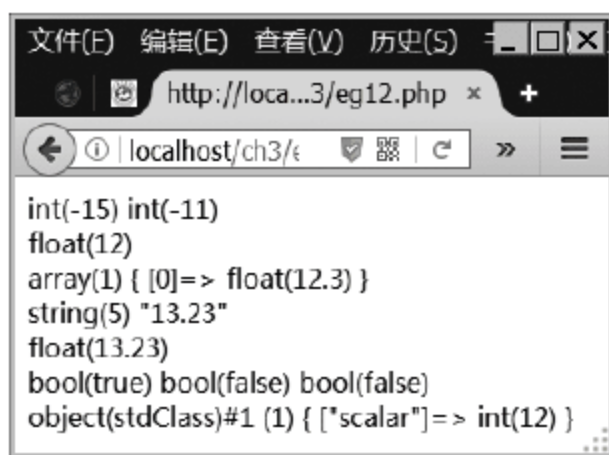 文件(F) 编辑(E) 查看(V) 历史(S)
http://loca...3/eg12.php × +
localhost/ch3/e
int(-15) int(-11)
float(12)
array(1) { [0]=> float(12.3) }
string(5) "13.23"
float(13.23)
bool(true) bool(false) bool(false)
object(stdClass)#1 (1) { ["scalar"]=> int(12) }